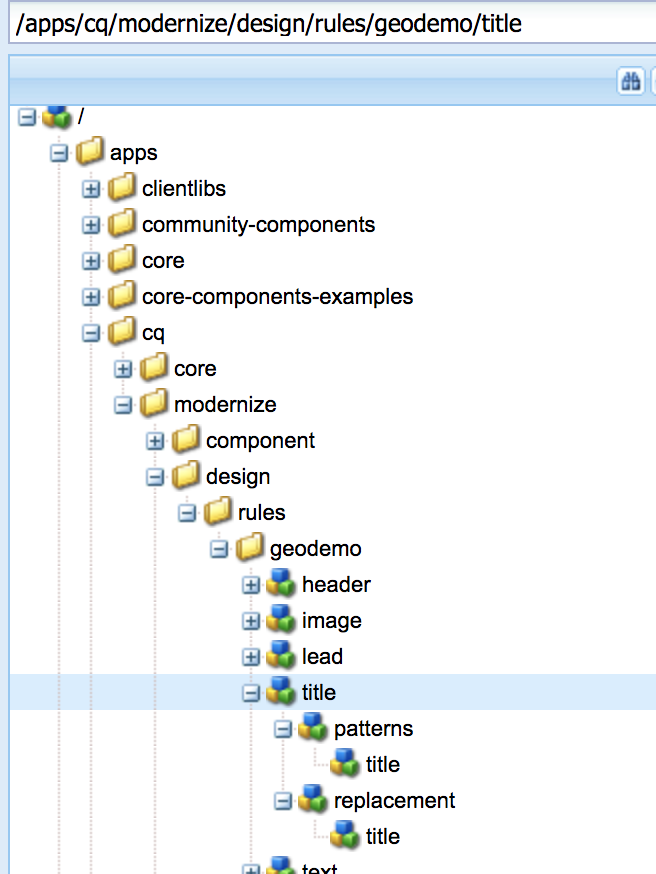 /apps/cq/modernize/design/rules/geodemo/title
/
apps
clientlibs
community-components
core
core-components-examples
cq
core
modernize
component
design
rules
geodemo
header
image
lead
title
patterns
title
replacement
title
text